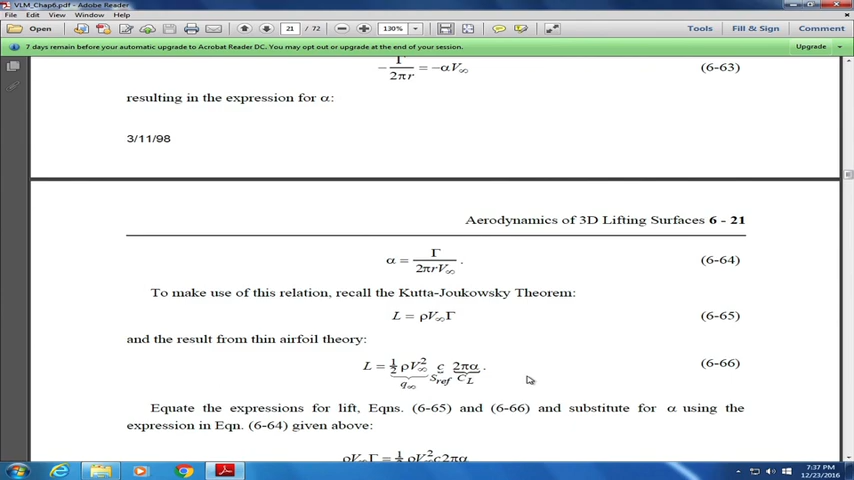 VLM_Chap6.pdf - Adobe Reader
File Edit View Window Help
Open 21 / 72 130% Tools Fill & Sign Comment
7 days remain before your automatic upgrade to Acrobat Reader DC. You may opt out or upgrade at the end of your session. Upgrade
− Γ / 2πr = −αV∞ (6-63)
resulting in the expression for α:
3/11/98
Aerodynamics of 3D Lifting Surfaces 6 - 21
α = Γ / 2πrV∞ . (6-64)
To make use of this relation, recall the Kutta-Joukowsky Theorem:
L = ρV∞Γ (6-65)
and the result from thin airfoil theory:
L = ½ ρV∞² c 2πα . (6-66)
q∞ Sref CL
Equate the expressions for lift, Eqns. (6-65) and (6-66) and substitute for α using the
expression in Eqn. (6-64) given above:
ρV∞Γ = ½ρV∞²c2πα
7:37 PM
12/23/2016